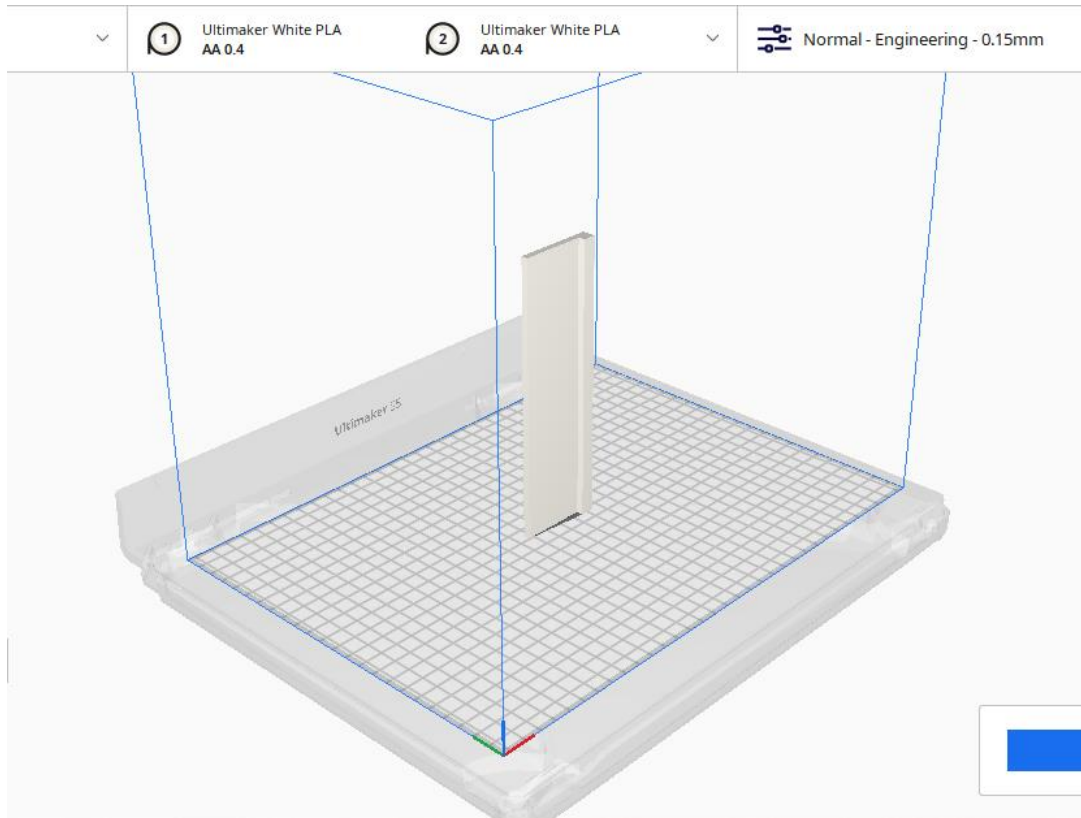 1
Ultimaker White PLA
AA 0.4
2
Ultimaker White PLA
AA 0.4
Normal - Engineering - 0.15mm
Ultimaker S5